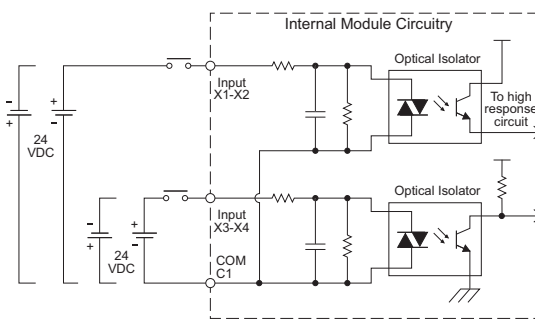 Internal Module Circuitry
Optical Isolator
Input
X1-X2
To high
response
circuit
- +
+ -
24
VDC
Optical Isolator
Input
X3-X4
- +
+ -
24
VDC
COM
C1